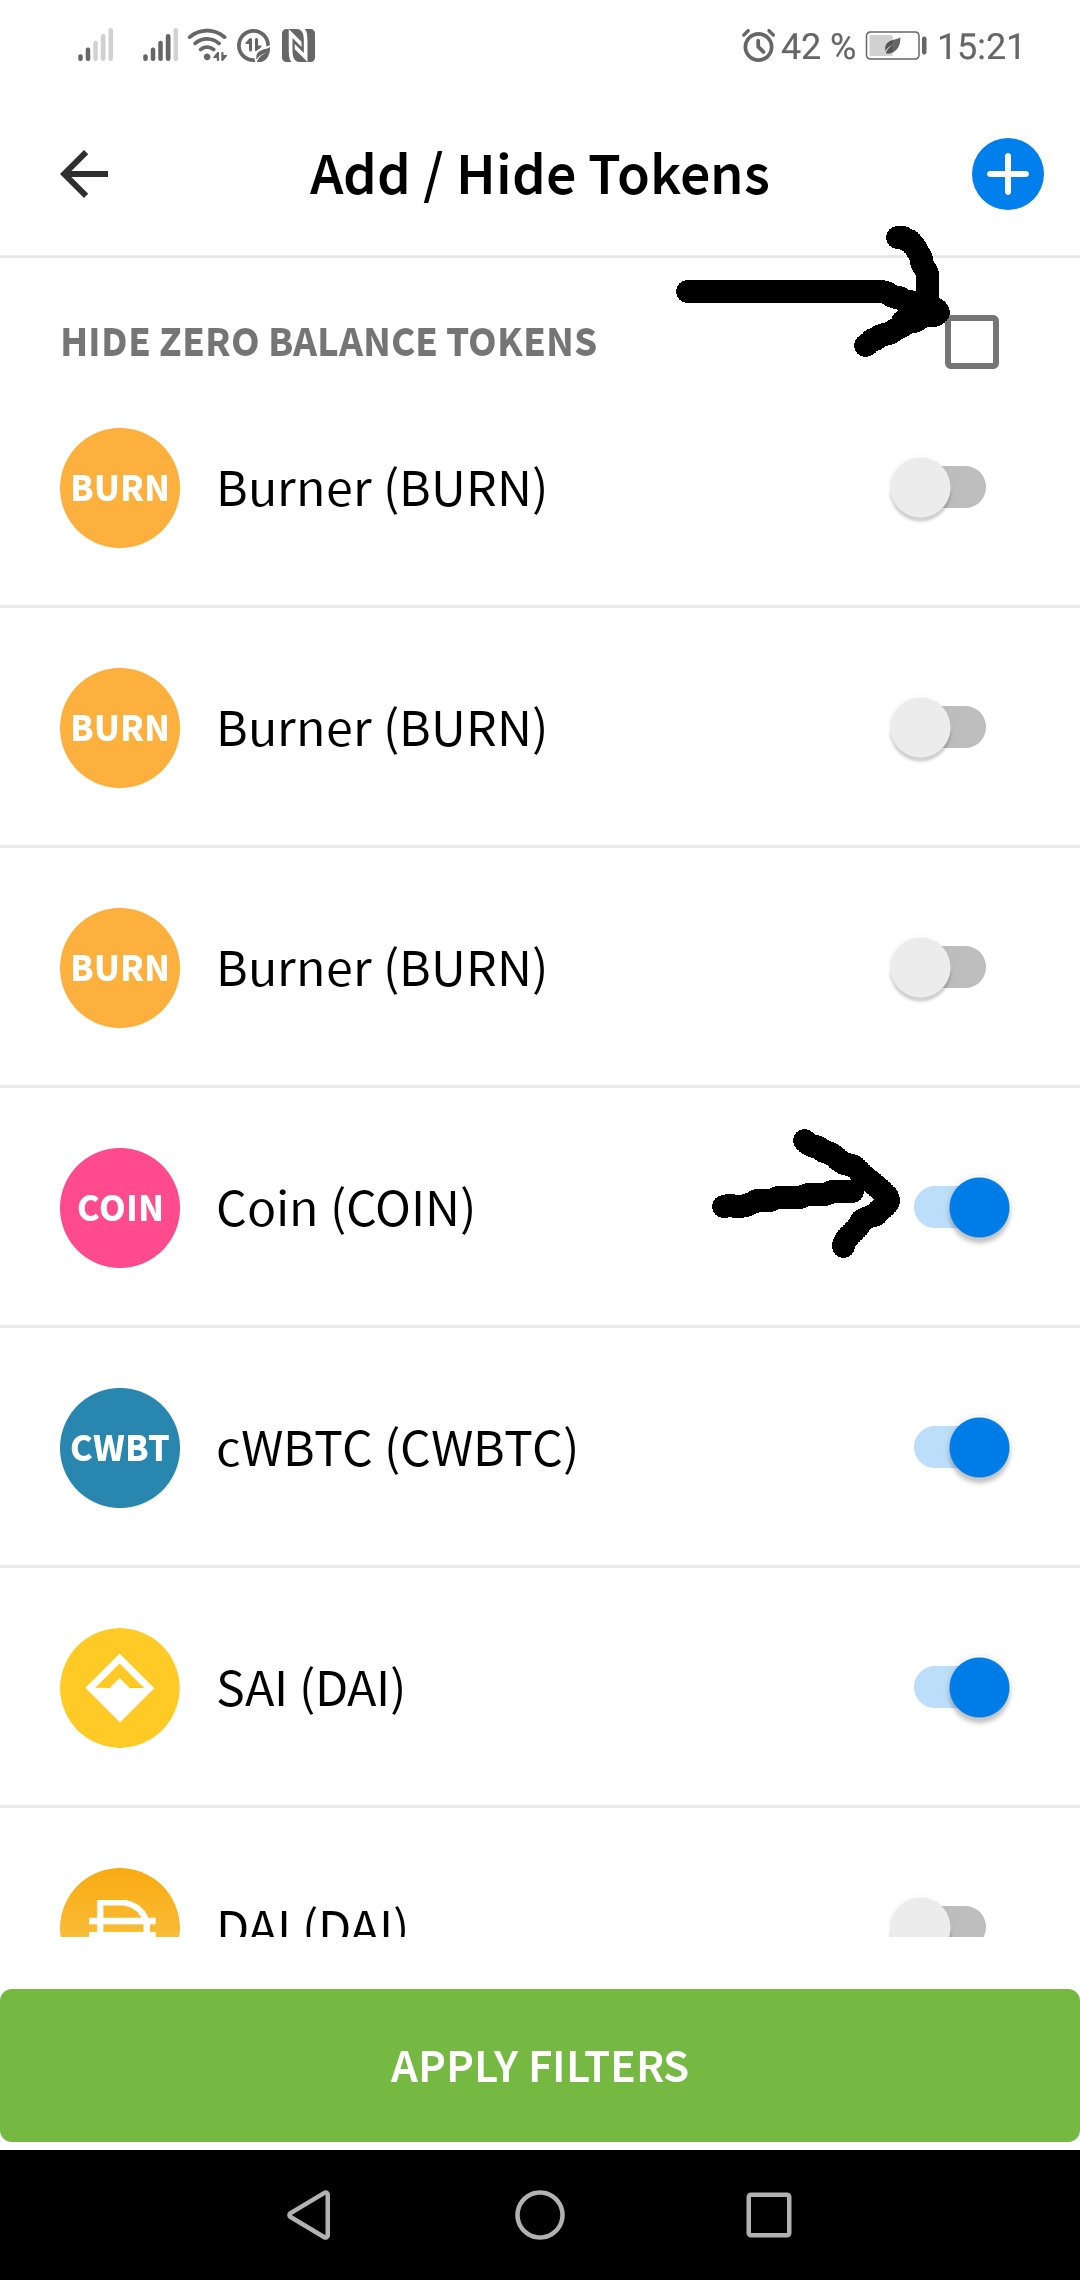 42 % 15:21
Add / Hide Tokens
HIDE ZERO BALANCE TOKENS
BURN Burner (BURN)
BURN Burner (BURN)
BURN Burner (BURN)
COIN Coin (COIN)
CWBT cWBTC (CWBTC)
SAI (DAI)
DAI (DAI)
APPLY FILTERS